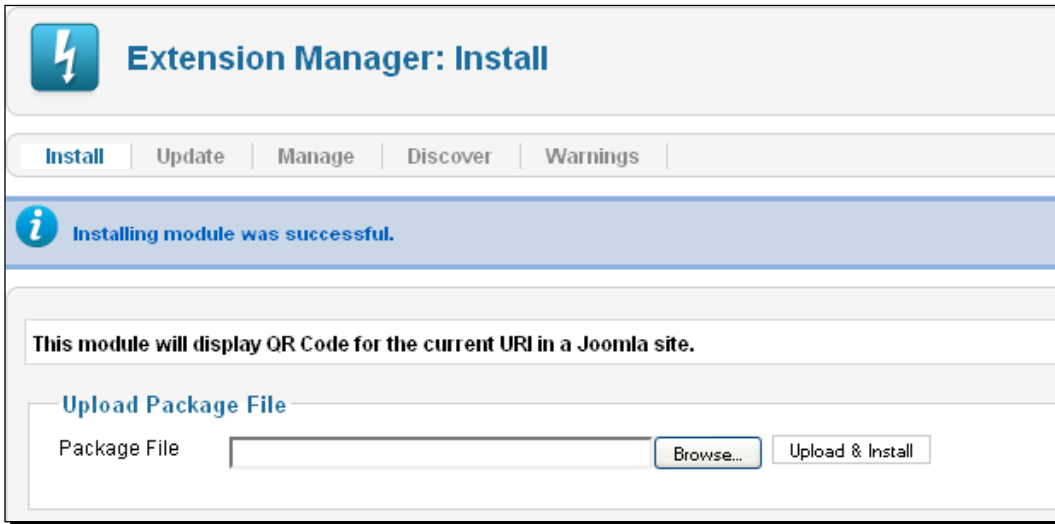 Extension Manager: Install
Install Update Manage Discover Warnings
Installing module was successful.
This module will display QR Code for the current URI in a Joomla site.
Upload Package File
Package File Browse... Upload & Install